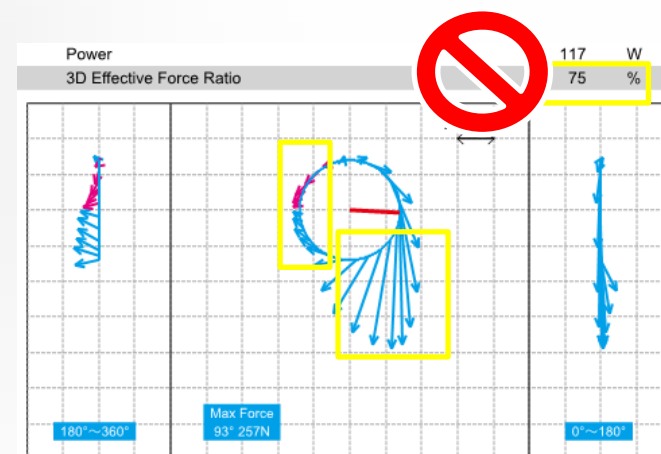 Power 117 W
3D Effective Force Ratio 75 %
Max Force
180°～360° 93° 257N 0°～180°